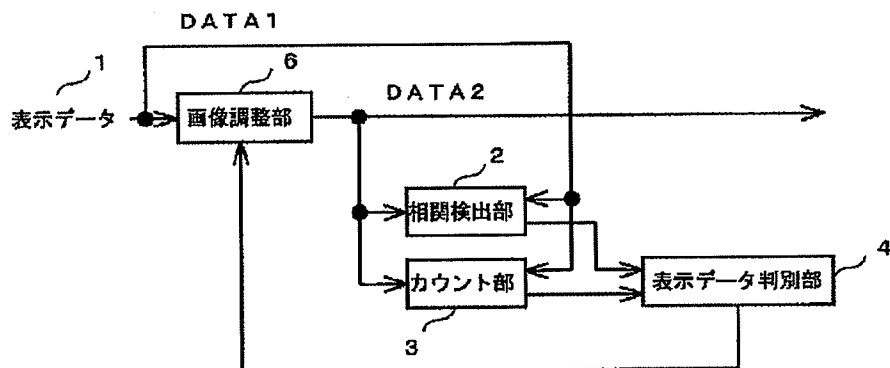 DATA1
1
6
表示データ
画像調整部
DATA2
2
相関検出部
カウント部
3
表示データ判別部
4